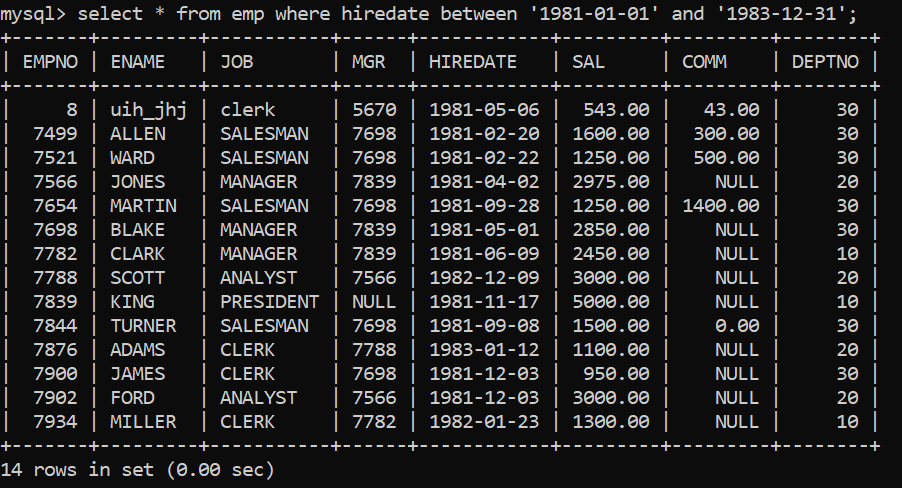 mysql> select * from emp where hiredate between '1981-01-01' and '1983-12-31';
+-------+---------+-----------+------+------------+---------+---------+--------+
| EMPNO | ENAME   | JOB       | MGR  | HIREDATE   | SAL     | COMM    | DEPTNO |
+-------+---------+-----------+------+------------+---------+---------+--------+
|     8 | uih_jhj | clerk     | 5670 | 1981-05-06 |  543.00 |   43.00 |     30 |
|  7499 | ALLEN   | SALESMAN  | 7698 | 1981-02-20 | 1600.00 |  300.00 |     30 |
|  7521 | WARD    | SALESMAN  | 7698 | 1981-02-22 | 1250.00 |  500.00 |     30 |
|  7566 | JONES   | MANAGER   | 7839 | 1981-04-02 | 2975.00 |    NULL |     20 |
|  7654 | MARTIN  | SALESMAN  | 7698 | 1981-09-28 | 1250.00 | 1400.00 |     30 |
|  7698 | BLAKE   | MANAGER   | 7839 | 1981-05-01 | 2850.00 |    NULL |     30 |
|  7782 | CLARK   | MANAGER   | 7839 | 1981-06-09 | 2450.00 |    NULL |     10 |
|  7788 | SCOTT   | ANALYST   | 7566 | 1982-12-09 | 3000.00 |    NULL |     20 |
|  7839 | KING    | PRESIDENT | NULL | 1981-11-17 | 5000.00 |    NULL |     10 |
|  7844 | TURNER  | SALESMAN  | 7698 | 1981-09-08 | 1500.00 |    0.00 |     30 |
|  7876 | ADAMS   | CLERK     | 7788 | 1983-01-12 | 1100.00 |    NULL |     20 |
|  7900 | JAMES   | CLERK     | 7698 | 1981-12-03 |  950.00 |    NULL |     30 |
|  7902 | FORD    | ANALYST   | 7566 | 1981-12-03 | 3000.00 |    NULL |     20 |
|  7934 | MILLER  | CLERK     | 7782 | 1982-01-23 | 1300.00 |    NULL |     10 |
+-------+---------+-----------+------+------------+---------+---------+--------+
14 rows in set (0.00 sec)